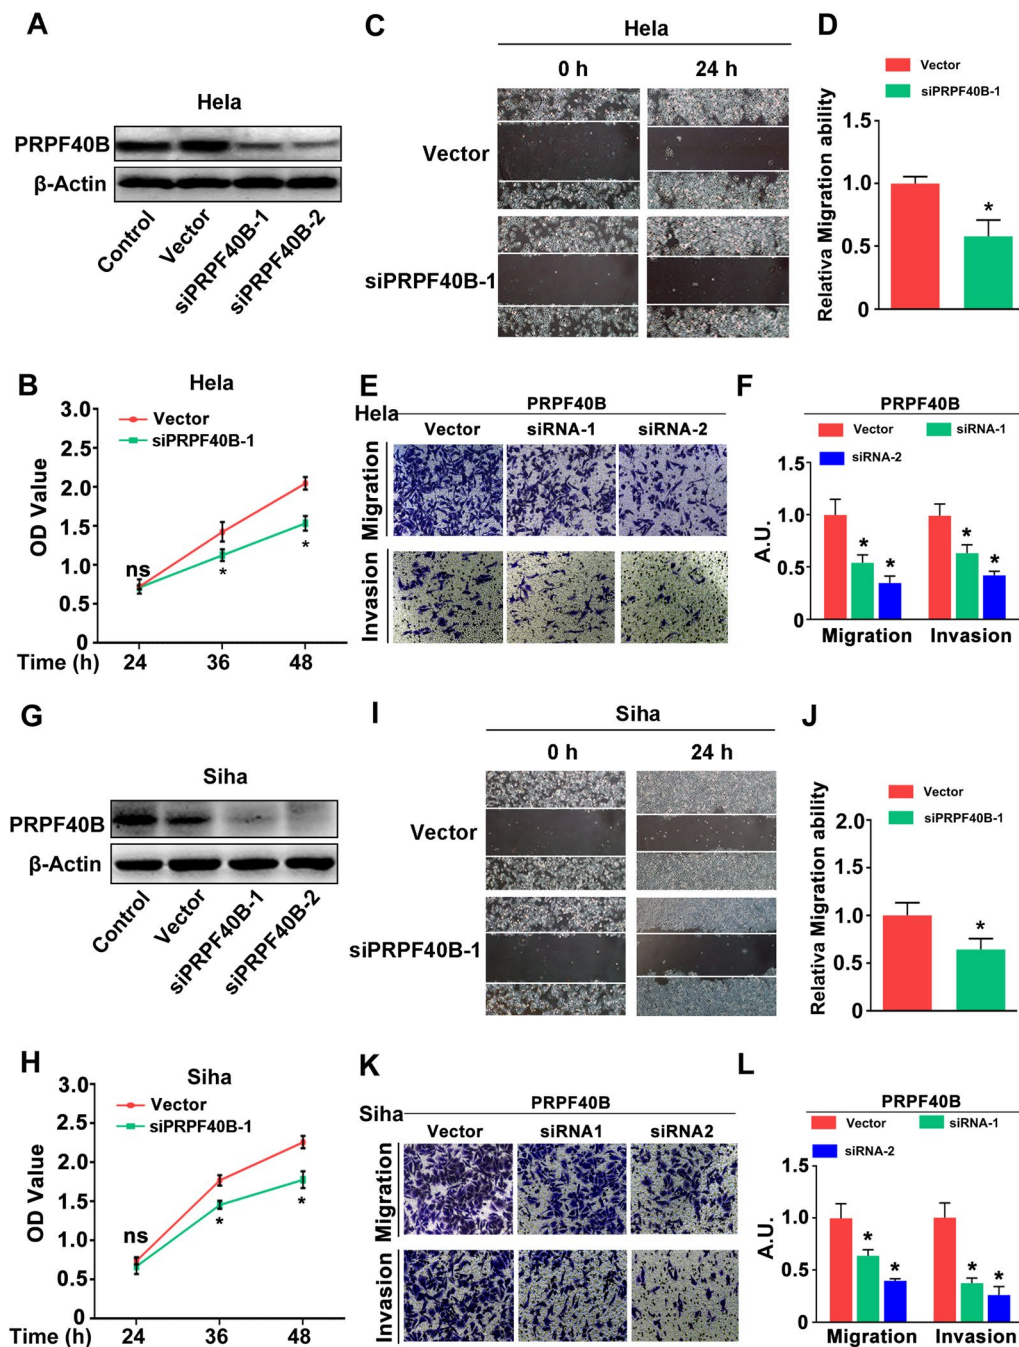 A
Hela
PRPF40B
β-Actin
Control
Vector
siPRPF40B-1
siPRPF40B-2
C
Hela
0 h
24 h
Vector
siPRPF40B-1
D
Vector
siPRPF40B-1
Relativa Migration ability
1.5
1.0
0.5
0
*
B
Hela
Vector
siPRPF40B-1
OD Value
3.0
2.5
2.0
1.5
1.0
0.5
0
ns
*
*
Time (h)
24
36
48
E
Hela
PRPF40B
Vector
siRNA-1
siRNA-2
Migration
Invasion
F
PRPF40B
Vector
siRNA-1
siRNA-2
A.U.
1.5
1.0
0.5
0
*
*
*
*
Migration
Invasion
G
Siha
PRPF40B
β-Actin
Control
Vector
siPRPF40B-1
siPRPF40B-2
I
Siha
0 h
24 h
Vector
siPRPF40B-1
J
Vector
siPRPF40B-1
Relativa Migration ability
2.0
1.0
0.5
0
*
H
Siha
Vector
siPRPF40B-1
OD Value
3.0
2.5
2.0
1.5
1.0
0.5
0
ns
*
*
Time (h)
24
36
48
K
Siha
PRPF40B
Vector
siRNA1
siRNA2
Migration
Invasion
L
PRPF40B
Vector
siRNA-1
siRNA-2
A.U.
1.5
1.0
0.5
0
*
*
*
*
Migration
Invasion